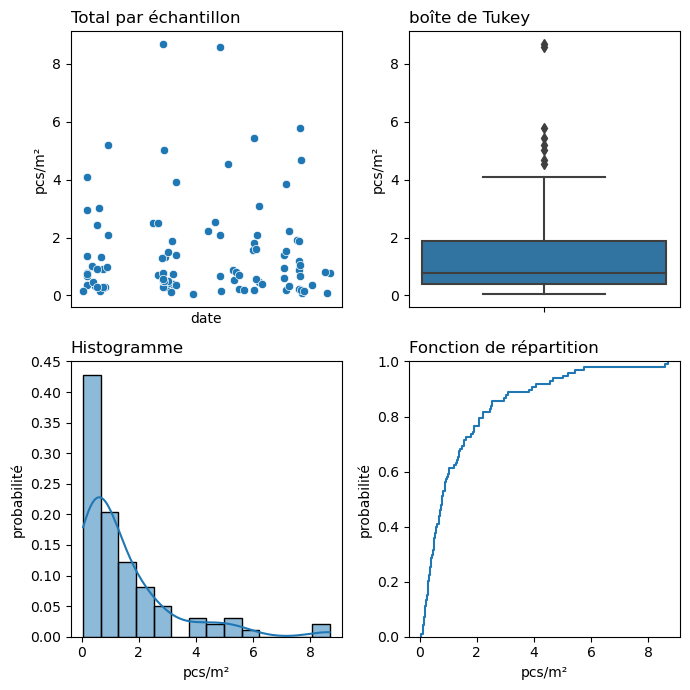 Total par échantillon
8
6
4
2
0
pcs/m²
date
boîte de Tukey
8
6
4
2
0
pcs/m²
Histogramme
0.45
0.40
0.35
0.30
0.25
0.20
0.15
0.10
0.05
0.00
probabilité
0 2 4 6 8
pcs/m²
Fonction de répartition
1.0
0.8
0.6
0.4
0.2
0.0
probabilité
0 2 4 6 8
pcs/m²